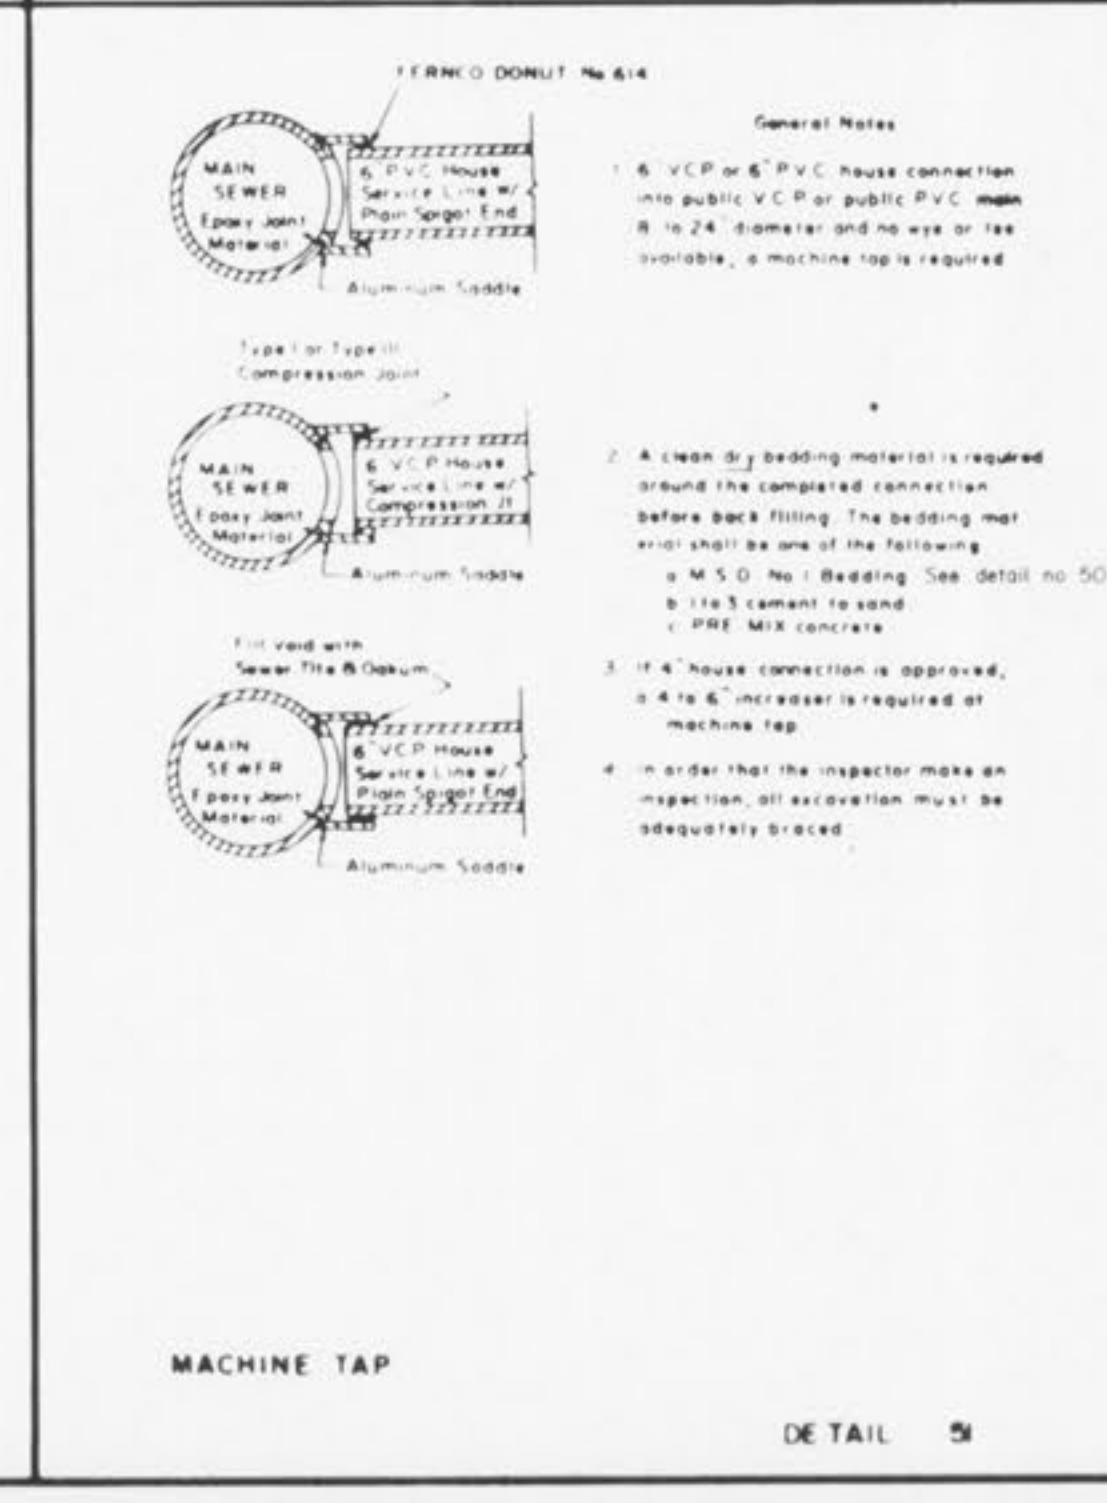 FERNCO DONUT No 614
MAIN
SEWER
Epoxy Joint
Material
6" PVC House
Service Line w/
Plain Spigot End
Aluminum Saddle
Type I or Type III
Compression Joint
MAIN
SEWER
Epoxy Joint
Material
6" VCP House
Service Line w/
Compression Jt
Aluminum Saddle
Fill void with
Sewer Tite & Oakum
MAIN
SEWER
Epoxy Joint
Material
6" VCP House
Service Line w/
Plain Spigot End
Aluminum Saddle
General Notes
1 6" VCP or 6" PVC house connection
into public VCP or public PVC main
8 to 24" diameter and no wye or tee
available, a machine tap is required
2 A clean dry bedding material is required
around the completed connection
before back filling. The bedding mat
erial shall be one of the following
a M S D No 1 Bedding See detail no 50
b 1 to 3 cement to sand
c PRE MIX concrete
3 If 4" house connection is approved,
a 4 to 6" increaser is required at
machine tap
4 In order that the inspector make an
inspection, all excavation must be
adequately braced
MACHINE TAP
DETAIL 51